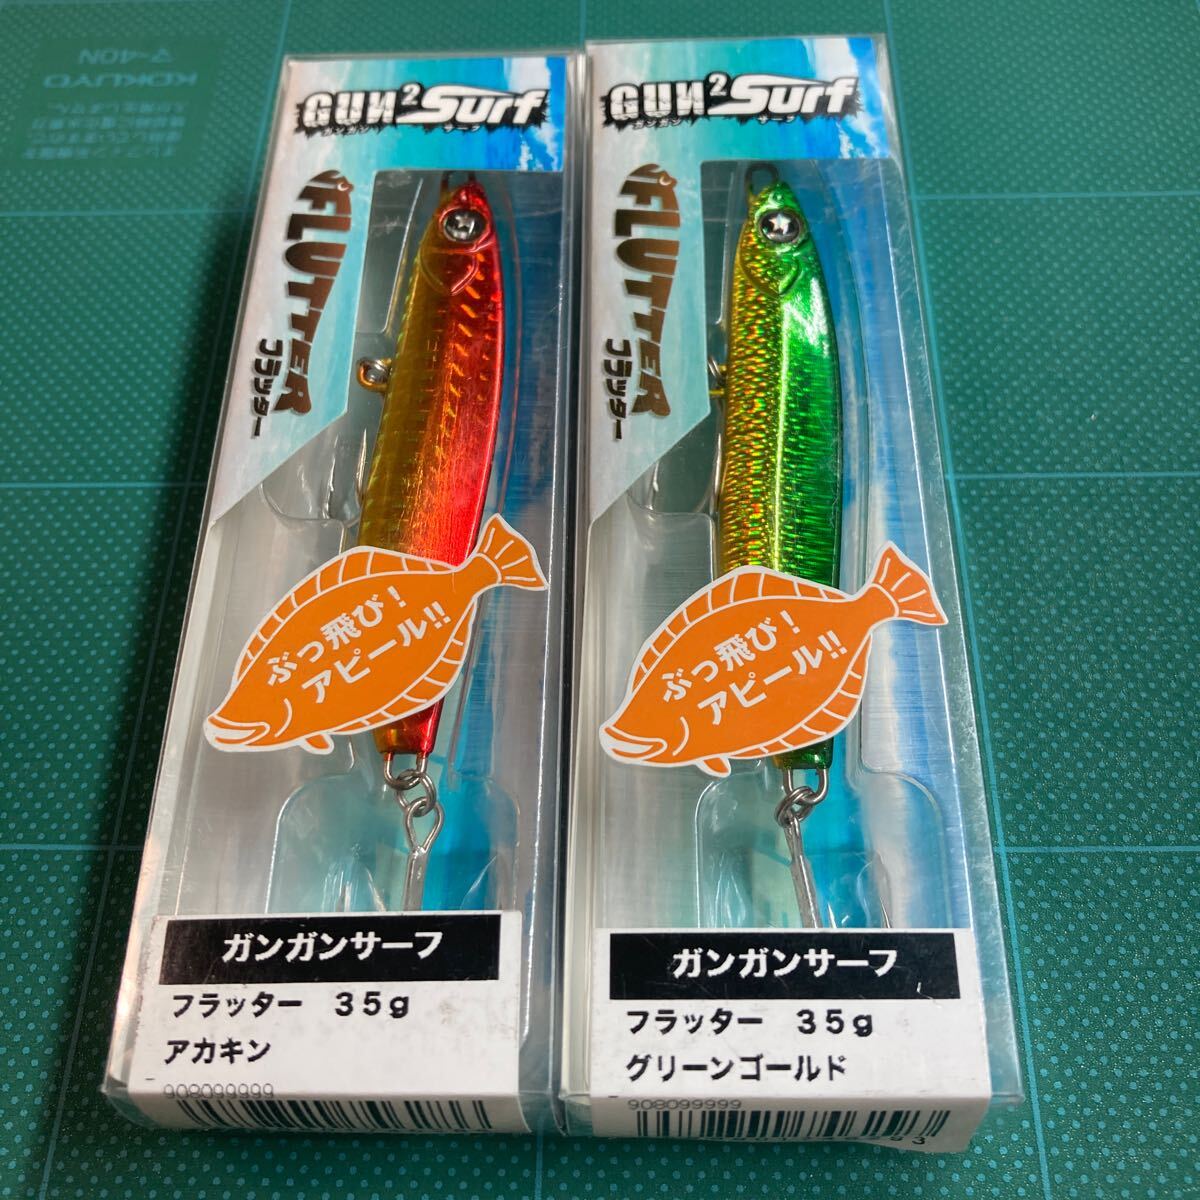 マ-40N
KOKUYO
GUN²Surf
ガンガン サーフ
FLUTTER
フラッター
ぶっ飛び!
アピール!!
ガンガンサーフ
フラッター 35g
アカキン
908099999
GUN²Surf
ガンガン サーフ
FLUTTER
フラッター
ぶっ飛び!
アピール!!
ガンガンサーフ
フラッター 35g
グリーンゴールド
908099999